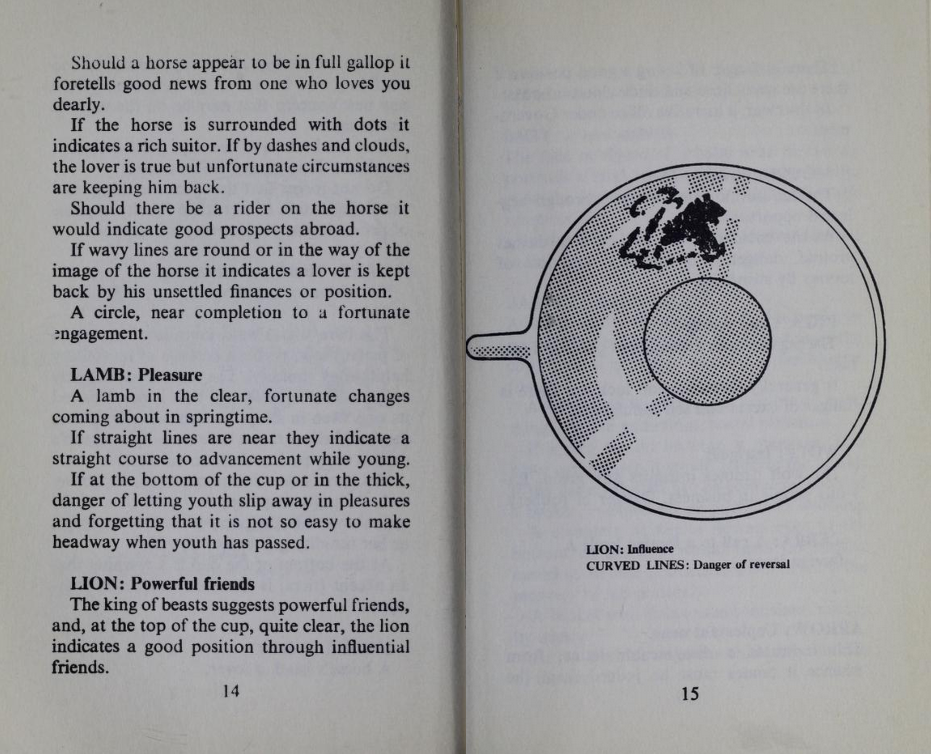 Should a horse appear to be in full gallop it
foretells good news from one who loves you
dearly.
If the horse is surrounded with dots it
indicates a rich suitor. If by dashes and clouds,
the lover is true but unfortunate circumstances
are keeping him back.
Should there be a rider on the horse it
would indicate good prospects abroad.
If wavy lines are round or in the way of the
image of the horse it indicates a lover is kept
back by his unsettled finances or position.
A circle, near completion to a fortunate
engagement.
LAMB: Pleasure
A lamb in the clear, fortunate changes
coming about in springtime.
If straight lines are near they indicate a
straight course to advancement while young.
If at the bottom of the cup or in the thick,
danger of letting youth slip away in pleasures
and forgetting that it is not so easy to make
headway when youth has passed.
LION: Powerful friends
The king of beasts suggests powerful friends,
and, at the top of the cup, quite clear, the lion
indicates a good position through influential
friends.
14
LION: Influence
CURVED LINES: Danger of reversal
15